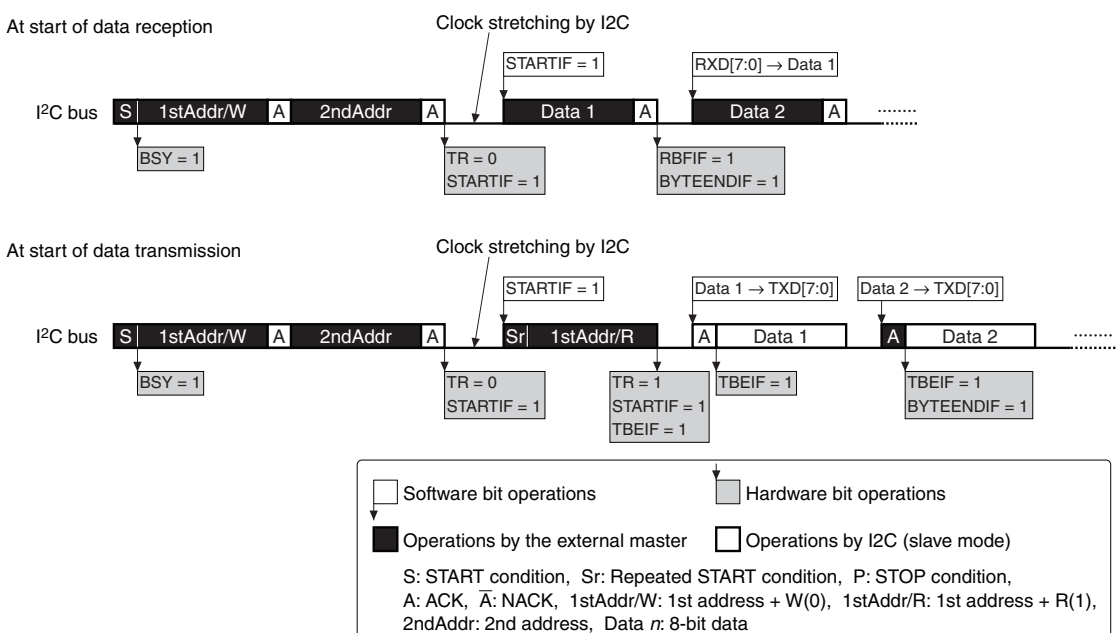 At start of data reception
Clock stretching by I2C
STARTIF = 1
RXD[7:0] → Data 1
I²C bus S 1stAddr/W A 2ndAddr A Data 1 A Data 2 A
BSY = 1
TR = 0
STARTIF = 1
RBFIF = 1
BYTEENDIF = 1
At start of data transmission
Clock stretching by I2C
STARTIF = 1
Data 1 → TXD[7:0]
Data 2 → TXD[7:0]
I²C bus S 1stAddr/W A 2ndAddr A Sr 1stAddr/R A Data 1 A Data 2
BSY = 1
TR = 0
STARTIF = 1
TR = 1
STARTIF = 1
TBEIF = 1
TBEIF = 1
TBEIF = 1
BYTEENDIF = 1
Software bit operations
Hardware bit operations
Operations by the external master
Operations by I2C (slave mode)
S: START condition, Sr: Repeated START condition, P: STOP condition,
A: ACK, A̅: NACK, 1stAddr/W: 1st address + W(0), 1stAddr/R: 1st address + R(1),
2ndAddr: 2nd address, Data n: 8-bit data